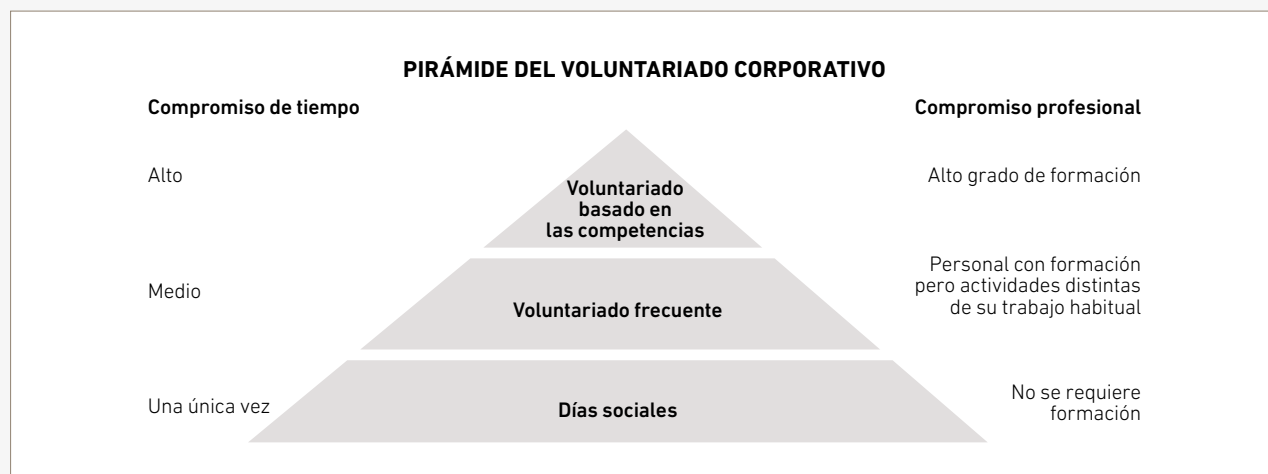 PIRÁMIDE DEL VOLUNTARIADO CORPORATIVO
Compromiso de tiempo
Compromiso profesional
Alto
Voluntariado
basado en
las competencias
Alto grado de formación
Medio
Voluntariado frecuente
Personal con formación
pero actividades distintas
de su trabajo habitual
Una única vez
Días sociales
No se requiere
formación